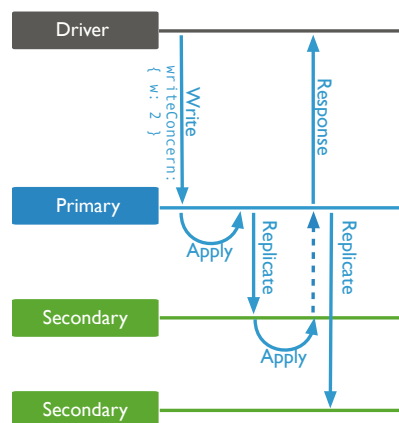 Driver
Write
writeConcern:
{ w: 2 }
Response
Primary
Apply
Replicate
Replicate
Secondary
Apply
Secondary